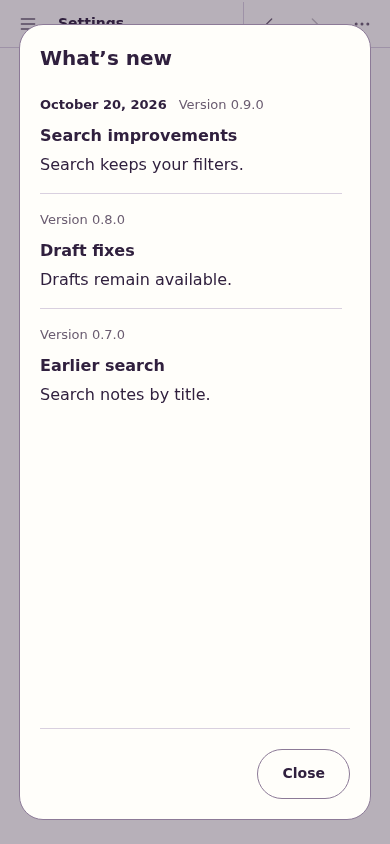 Settings
What’s new
October 20, 2026 Version 0.9.0
Search improvements
Search keeps your filters.
Version 0.8.0
Draft fixes
Drafts remain available.
Version 0.7.0
Earlier search
Search notes by title.
Close